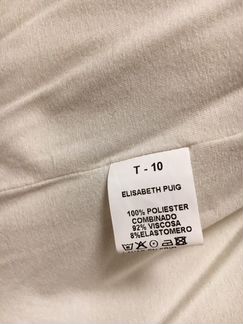 T - 10
ELISABETH PUIG
100% POLIESTER
COMBINADO
92% VISCOSA
8%ELASTOMERO